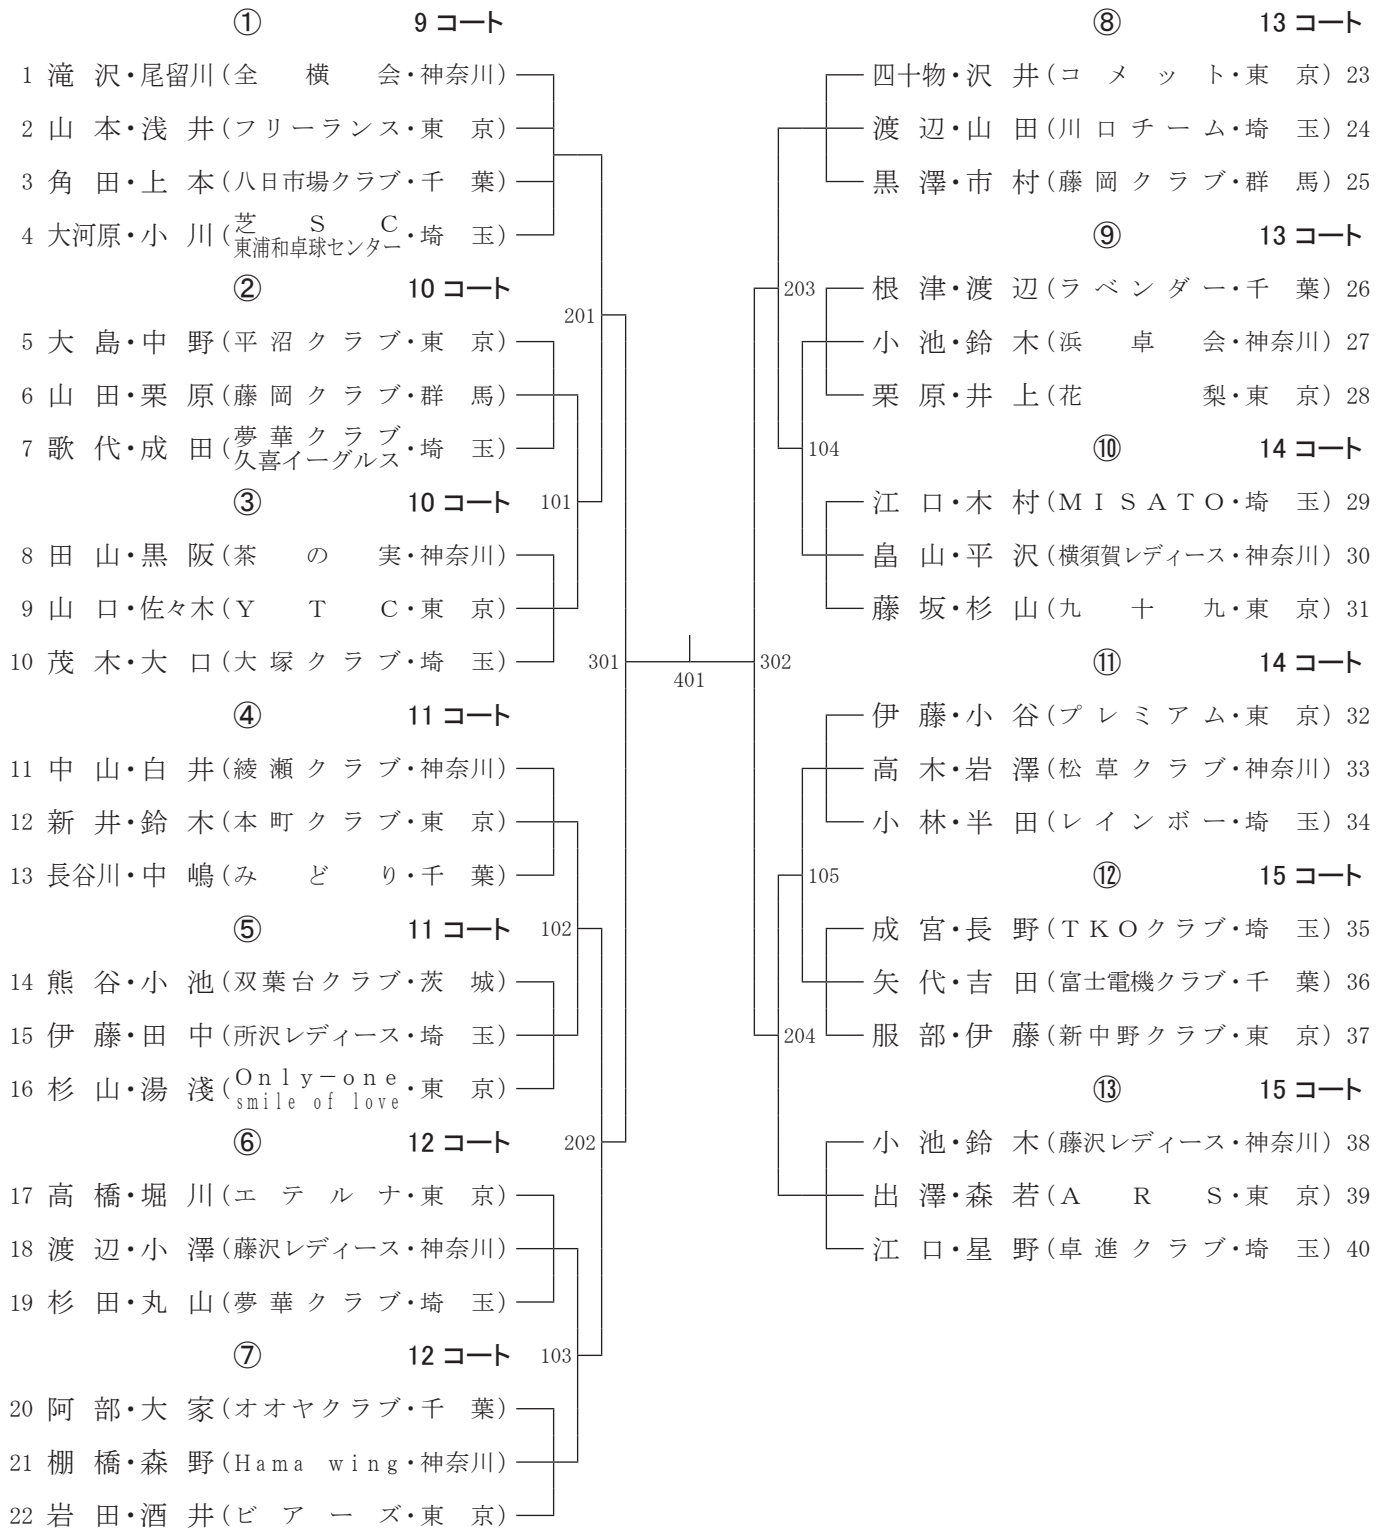 ① 9 コート
1 滝沢・尾留川(全横会・神奈川)
2 山本・浅井(フリーランス・東京)
3 角田・上本(八日市場クラブ・千葉)
4 大河原・小川(芝SC 東浦和卓球センター・埼玉)
② 10 コート
5 大島・中野(平沼クラブ・東京)
6 山田・栗原(藤岡クラブ・群馬)
7 歌代・成田(夢華クラブ 久喜イーグルス・埼玉)
③ 10 コート
8 田山・黒阪(茶の実・神奈川)
9 山口・佐々木(YTC・東京)
10 茂木・大口(大塚クラブ・埼玉)
④ 11 コート
11 中山・白井(綾瀬クラブ・神奈川)
12 新井・鈴木(本町クラブ・東京)
13 長谷川・中嶋(みどり・千葉)
⑤ 11 コート
14 熊谷・小池(双葉台クラブ・茨城)
15 伊藤・田中(所沢レディース・埼玉)
16 杉山・湯淺(Only−one smile of love・東京)
⑥ 12 コート
17 高橋・堀川(エテルナ・東京)
18 渡辺・小澤(藤沢レディース・神奈川)
19 杉田・丸山(夢華クラブ・埼玉)
⑦ 12 コート
20 阿部・大家(オオヤクラブ・千葉)
21 棚橋・森野(Hama wing・神奈川)
22 岩田・酒井(ビアーズ・東京)
101
102
103
201
202
301
401
302
203
204
104
105
⑧ 13 コート
四十物・沢井(コメット・東京) 23
渡辺・山田(川口チーム・埼玉) 24
黒澤・市村(藤岡クラブ・群馬) 25
⑨ 13 コート
根津・渡辺(ラベンダー・千葉) 26
小池・鈴木(浜卓会・神奈川) 27
栗原・井上(花梨・東京) 28
⑩ 14 コート
江口・木村(MISATO・埼玉) 29
畠山・平沢(横須賀レディース・神奈川) 30
藤坂・杉山(九十九・東京) 31
⑪ 14 コート
伊藤・小谷(プレミアム・東京) 32
高木・岩澤(松草クラブ・神奈川) 33
小林・半田(レインボー・埼玉) 34
⑫ 15 コート
成宮・長野(TKOクラブ・埼玉) 35
矢代・吉田(富士電機クラブ・千葉) 36
服部・伊藤(新中野クラブ・東京) 37
⑬ 15 コート
小池・鈴木(藤沢レディース・神奈川) 38
出澤・森若(ARS・東京) 39
江口・星野(卓進クラブ・埼玉) 40